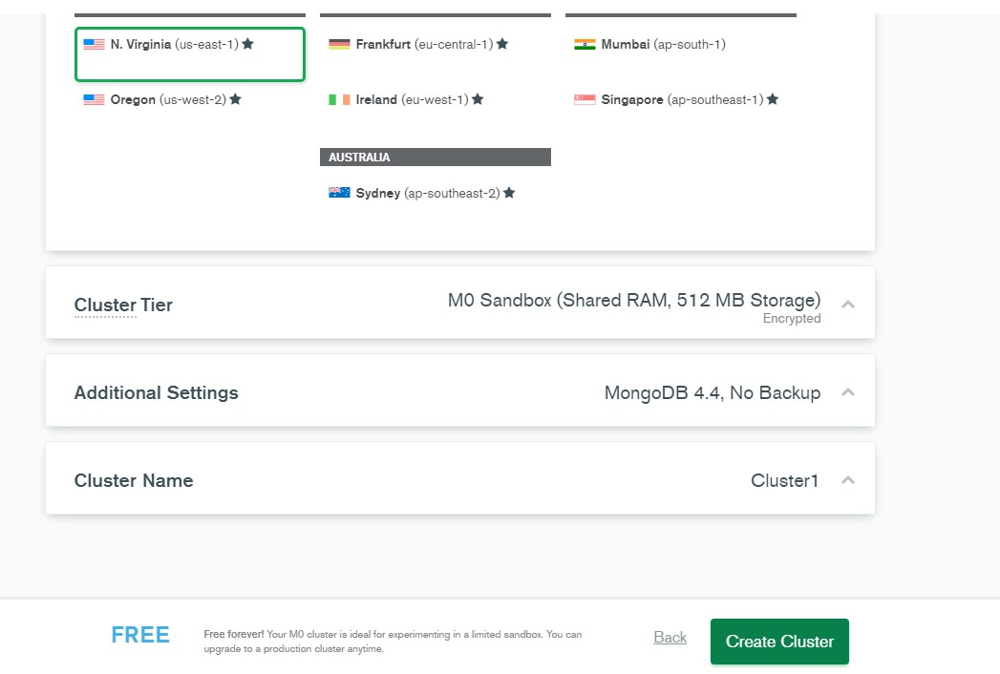 N. Virginia (us-east-1) ★
Frankfurt (eu-central-1) ★
Mumbai (ap-south-1)
Oregon (us-west-2) ★
Ireland (eu-west-1) ★
Singapore (ap-southeast-1) ★
AUSTRALIA
Sydney (ap-southeast-2) ★
Cluster Tier
M0 Sandbox (Shared RAM, 512 MB Storage)
Encrypted
Additional Settings
MongoDB 4.4, No Backup
Cluster Name
Cluster1
FREE
Free forever! Your M0 cluster is ideal for experimenting in a limited sandbox. You can
upgrade to a production cluster anytime.
Back
Create Cluster